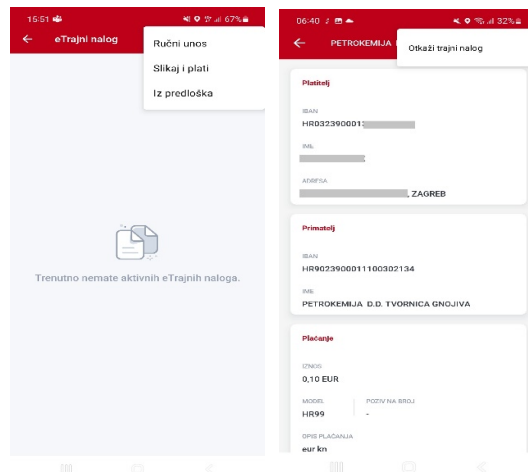 15:51
67%
eTrajni nalog
Ručni unos
Slikaj i plati
Iz predloška
Trenutno nemate aktivnih eTrajnih naloga.
06:40
32%
PETROKEMIJA
Otkaži trajni nalog
Platitelj
IBAN
HR032390001
IME
ADRESA
, ZAGREB
Primatelj
IBAN
HR9023900011100302134
IME
PETROKEMIJA D.D. TVORNICA GNOJIVA
Plaćanje
IZNOS
0,10 EUR
MODEL POZIV NA BROJ
HR99 -
OPIS PLAĆANJA
eur kn